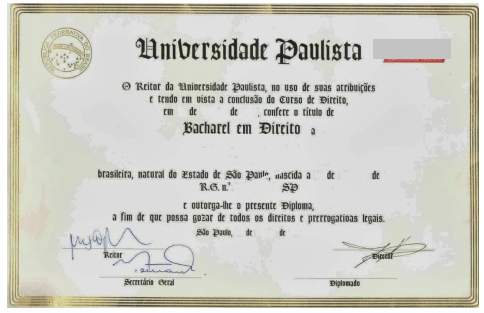 Universidade Paulista
O Reitor da Universidade Paulista, no uso de suas atribuições
e tendo em vista a conclusão do Curso de Direito,
em de de , confere o título de
Bacharel em Direito a
brasileira, natural do Estado de São Paulo, nascida a de de
R.G. n.º SP
e outorga-lhe o presente Diploma,
a fim de que possa gozar de todos os direitos e prerrogativas legais.
São Paulo, de de
Reitor
Diretor
Secretário Geral
Diplomado